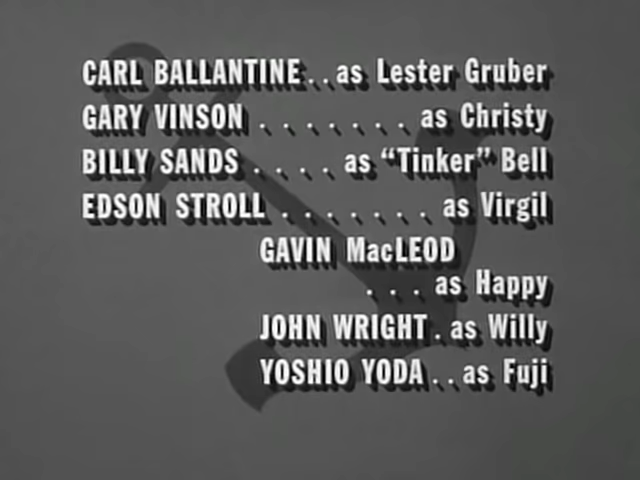 CARL BALLANTINE . . as Lester Gruber
GARY VINSON . . . . . . . as Christy
BILLY SANDS . . . . as “Tinker” Bell
EDSON STROLL . . . . . . . as Virgil
GAVIN MacLEOD
. . . as Happy
JOHN WRIGHT . as Willy
YOSHIO YODA . . as Fuji